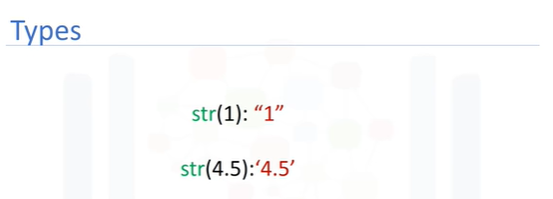 Types
str(1): “1”
str(4.5):‘4.5’